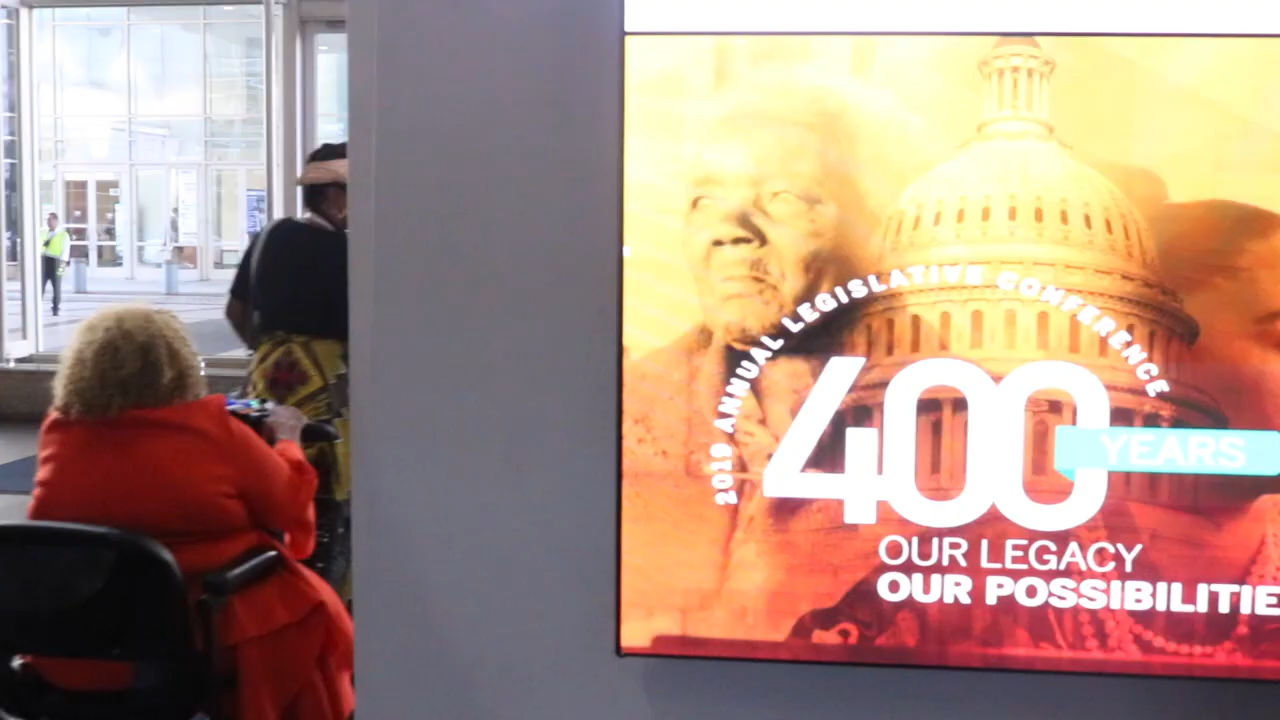 2019 ANNUAL LEGISLATIVE CONFERENCE
400
YEARS
OUR LEGACY
OUR POSSIBILITIE